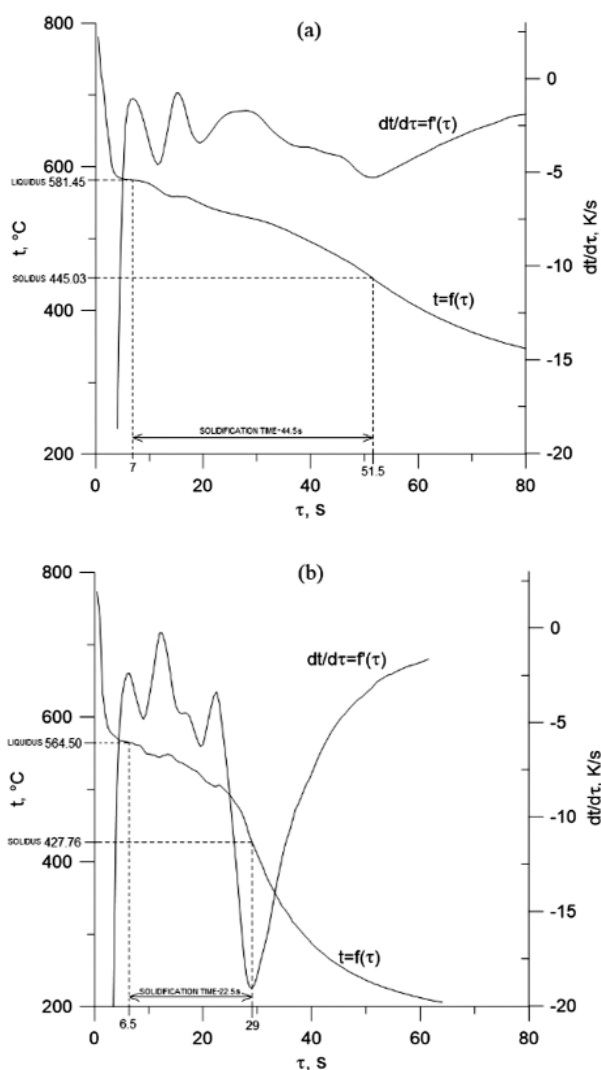 (a)
800
600
400
200
t, °C
LIQUIDUS 581.45
SOLIDUS 445.03
0
-5
-10
-15
-20
dt/dτ, K/s
dt/dτ=f'(τ)
t=f(τ)
SOLIDIFICATION TIME-44.5s
7
51.5
0
20
40
60
80
τ, s
(b)
800
600
400
200
t, °C
LIQUIDUS 564.50
SOLIDUS 427.76
0
-5
-10
-15
-20
dt/dτ, K/s
dt/dτ=f'(τ)
t=f(τ)
SOLIDIFICATION TIME-22.5s
6.5
29
0
20
40
60
80
τ, s